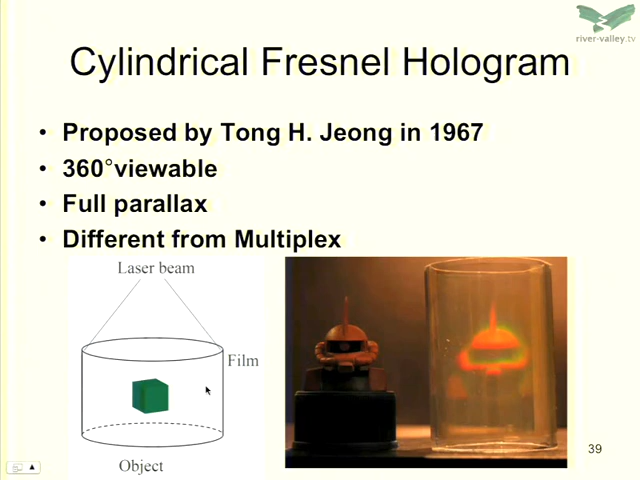 river-valley.tv
Cylindrical Fresnel Hologram
• Proposed by Tong H. Jeong in 1967
• 360°viewable
• Full parallax
• Different from Multiplex
Laser beam
Film
Object
39